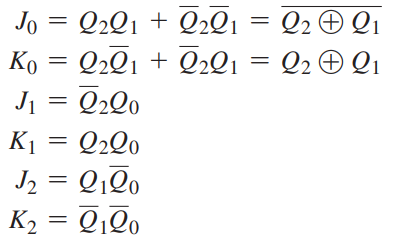 J₀ = Q₂Q₁ + Q̅₂Q̅₁ = \overline{Q₂ ⊕ Q₁}
K₀ = Q₂Q̅₁ + Q̅₂Q₁ = Q₂ ⊕ Q₁
J₁ = Q̅₂Q₀
K₁ = Q₂Q₀
J₂ = Q₁Q̅₀
K₂ = Q̅₁Q̅₀